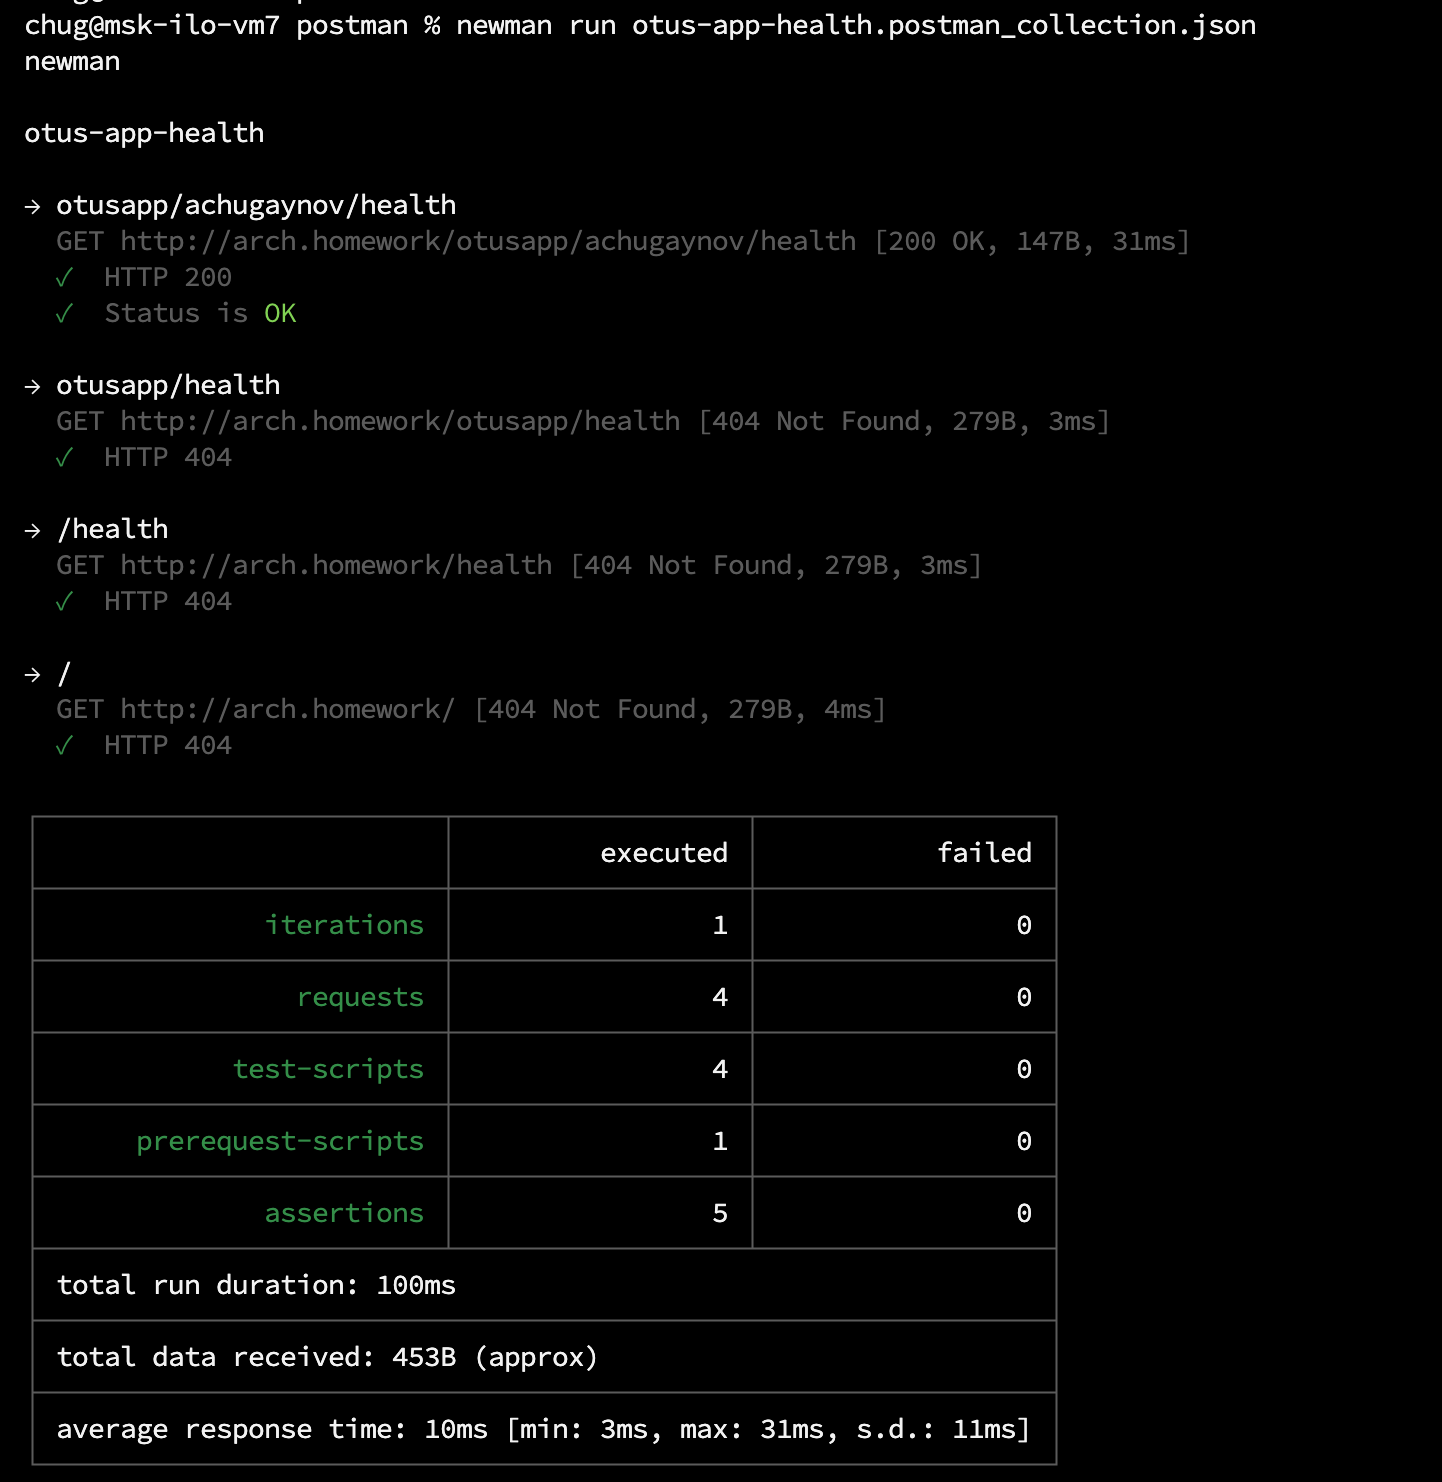 chug@msk-ilo-vm7 postman % newman run otus-app-health.postman_collection.json
newman
otus-app-health
→ otusapp/achugaynov/health
GET http://arch.homework/otusapp/achugaynov/health [200 OK, 147B, 31ms]
✓ HTTP 200
✓ Status is OK
→ otusapp/health
GET http://arch.homework/otusapp/health [404 Not Found, 279B, 3ms]
✓ HTTP 404
→ /health
GET http://arch.homework/health [404 Not Found, 279B, 3ms]
✓ HTTP 404
→ /
GET http://arch.homework/ [404 Not Found, 279B, 4ms]
✓ HTTP 404
executed failed
iterations 1 0
requests 4 0
test-scripts 4 0
prerequest-scripts 1 0
assertions 5 0
total run duration: 100ms
total data received: 453B (approx)
average response time: 10ms [min: 3ms, max: 31ms, s.d.: 11ms]